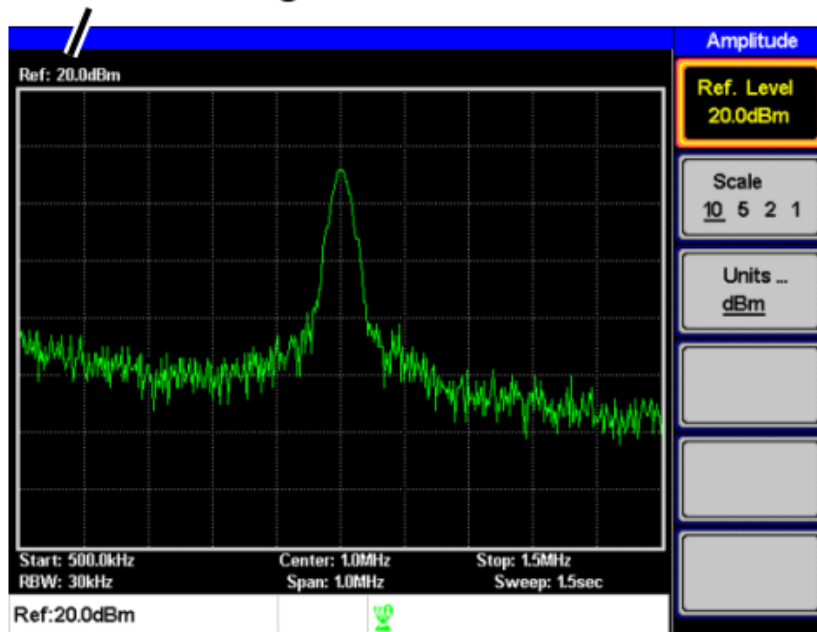 Amplitude
Ref: 20.0dBm
Ref. Level
20.0dBm
Scale
10 5 2 1
Units ...
dBm
Start: 500.0kHz Center: 1.0MHz Stop: 1.5MHz
RBW: 30kHz Span: 1.0MHz Sweep: 1.5sec
Ref:20.0dBm